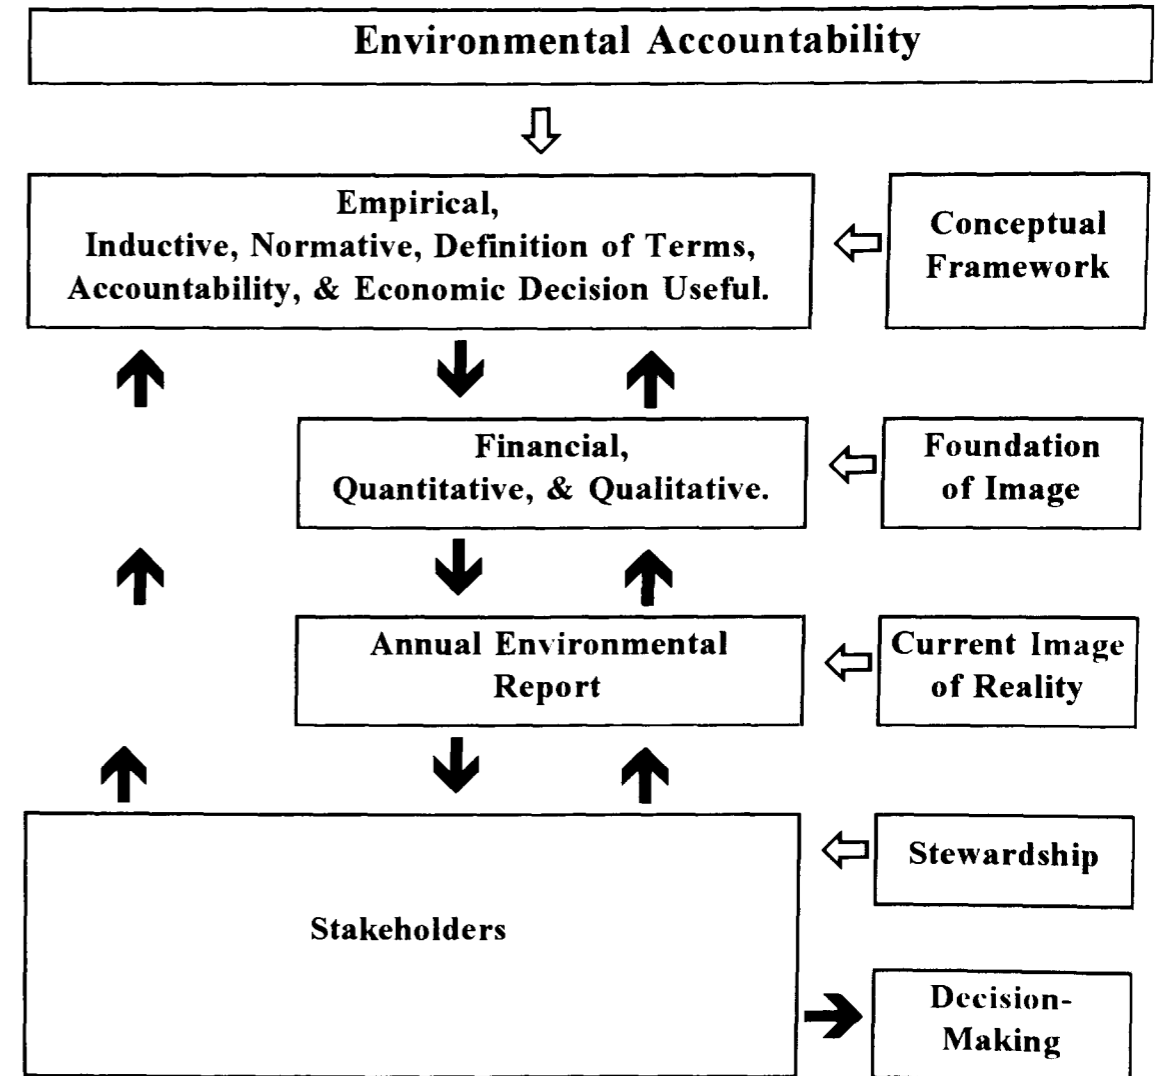 Environmental Accountability
Empirical,
Inductive, Normative, Definition of Terms,
Accountability, & Economic Decision Useful.
Conceptual
Framework
Financial,
Quantitative, & Qualitative.
Foundation
of Image
Annual Environmental
Report
Current Image
of Reality
Stakeholders
Stewardship
Decision-
Making